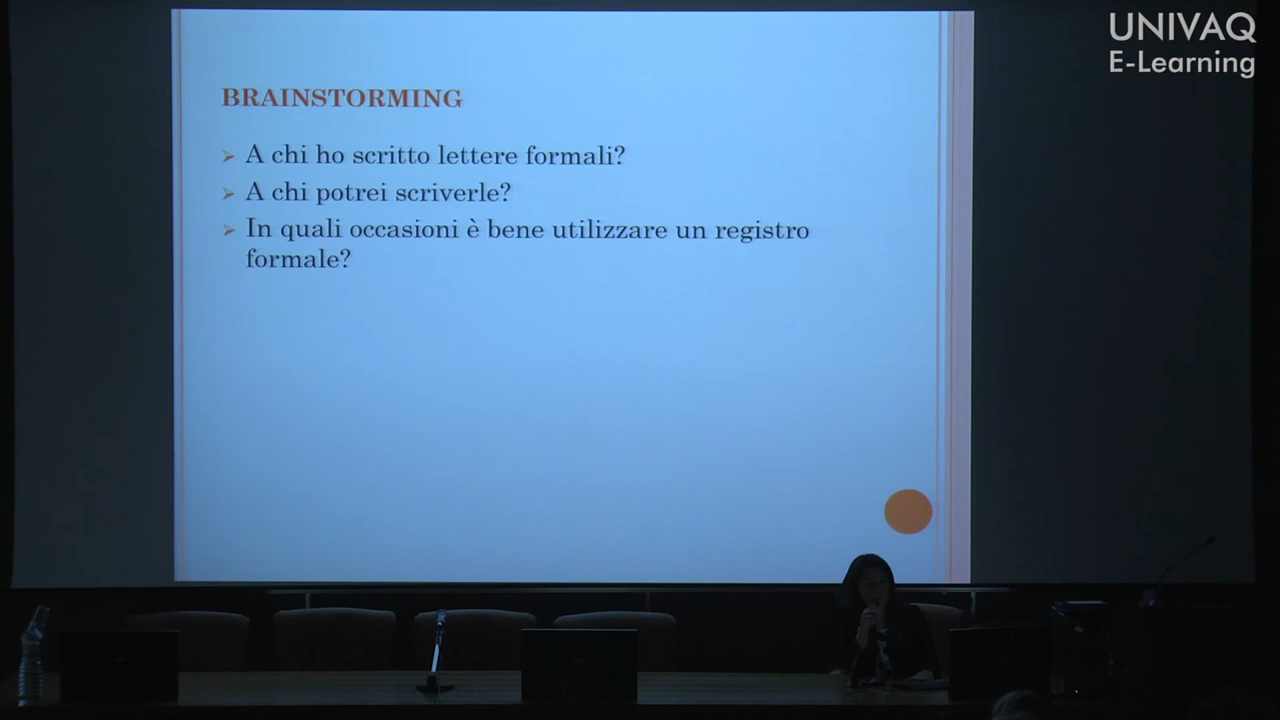 UNIVAQ
E-Learning
BRAINSTORMING
A chi ho scritto lettere formali?
A chi potrei scriverle?
In quali occasioni è bene utilizzare un registro
formale?